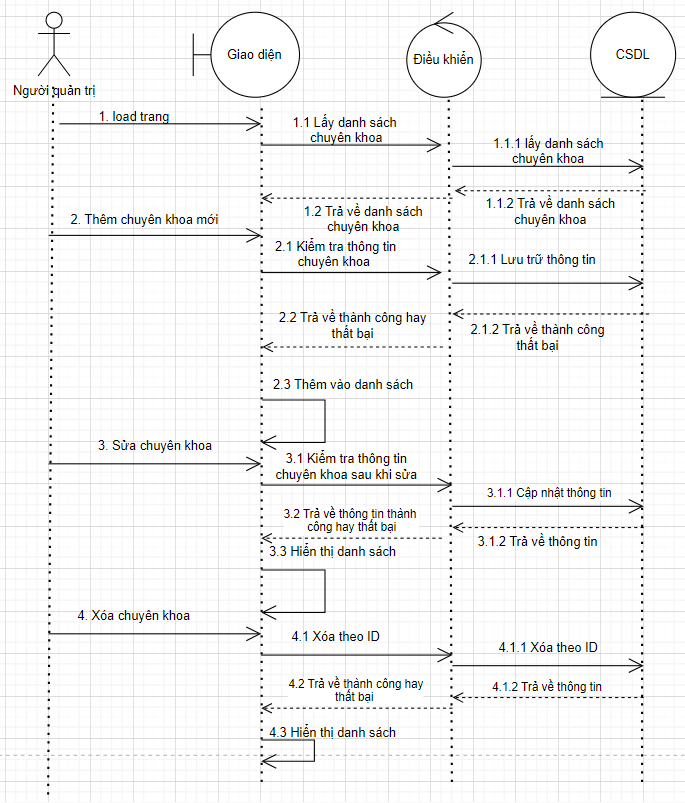 Giao diện
Điều khiển
CSDL
Người quản trị
1. load trang
1.1 Lấy danh sách
chuyên khoa
1.1.1 lấy danh sách
chuyên khoa
1.1.2 Trả về danh sách
chuyên khoa
1.2 Trả về danh sách
chuyên khoa
2. Thêm chuyên khoa mới
2.1 Kiểm tra thông tin
chuyên khoa
2.1.1 Lưu trữ thông tin
2.1.2 Trả về thành công
thất bại
2.2 Trả về thành công hay
thất bại
2.3 Thêm vào danh sách
3. Sửa chuyên khoa
3.1 Kiểm tra thông tin
chuyên khoa sau khi sửa
3.1.1 Cập nhật thông tin
3.1.2 Trả về thông tin
3.2 Trả về thông tin thành
công hay thất bại
3.3 Hiển thị danh sách
4. Xóa chuyên khoa
4.1 Xóa theo ID
4.1.1 Xóa theo ID
4.1.2 Trả về thông tin
4.2 Trả về thành công hay
thất bại
4.3 Hiển thị danh sách